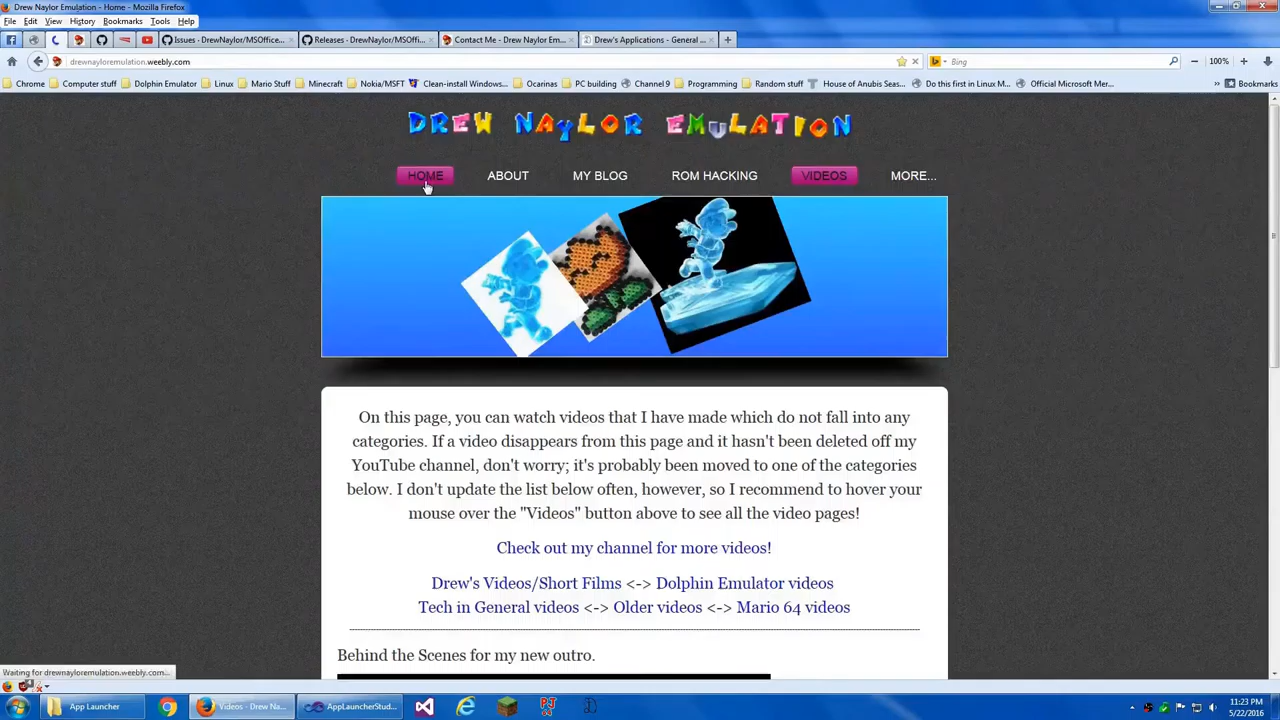 Drew Naylor Emulation - Home - Mozilla Firefox
File Edit View History Bookmarks Tools Help
Issues - DrewNaylor/MSOffice... Releases - DrewNaylor/MSOffi... Contact Me - Drew Naylor Em... Drew's Applications - General ...
drewnayloremulation.weebly.com Bing 100%
Chrome Computer stuff Dolphin Emulator Linux Mario Stuff Minecraft Nokia/MSFT Clean-install Windows... Ocarinas PC building Channel 9 Programming Random stuff House of Anubis Seas... Do this first in Linux M... Official Microsoft Mer... » Bookmarks
DREW NAYLOR EMULATION
HOME ABOUT MY BLOG ROM HACKING VIDEOS MORE...
On this page, you can watch videos that I have made which do not fall into any
categories. If a video disappears from this page and it hasn't been deleted off my
YouTube channel, don't worry; it's probably been moved to one of the categories
below. I don't update the list below often, however, so I recommend to hover your
mouse over the "Videos" button above to see all the video pages!
Check out my channel for more videos!
Drew's Videos/Short Films <-> Dolphin Emulator videos
Tech in General videos <-> Older videos <-> Mario 64 videos
Behind the Scenes for my new outro.
Waiting for drewnayloremulation.weebly.com...
App Launcher Videos - Drew Na... AppLauncherStud... 11:23 PM
5/22/2016